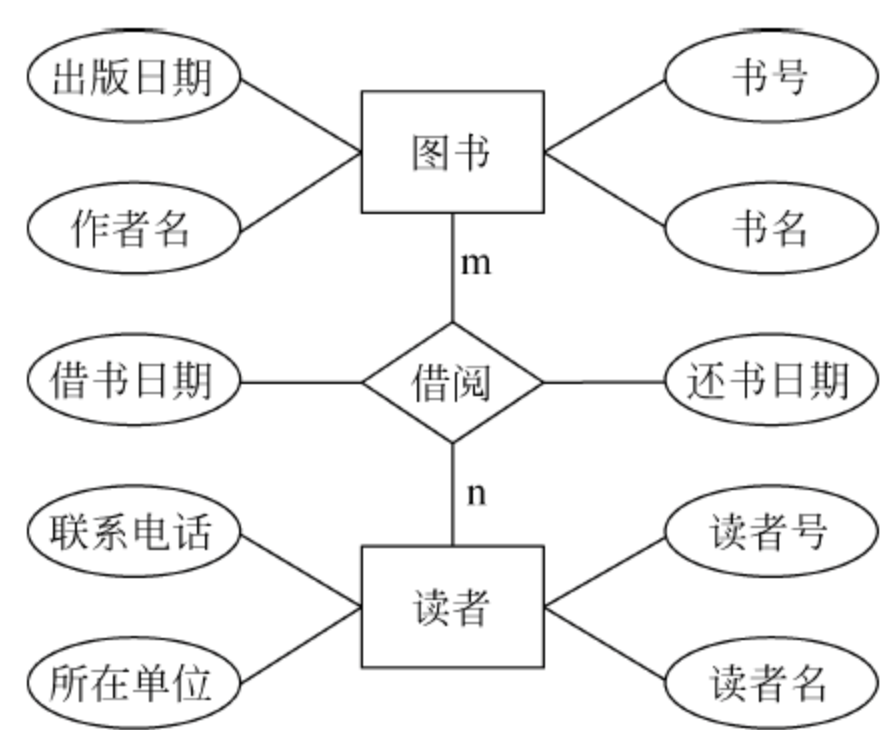 出版日期
图书
书号
作者名
书名
m
借书日期
借阅
还书日期
n
联系电话
读者号
读者
所在单位
读者名